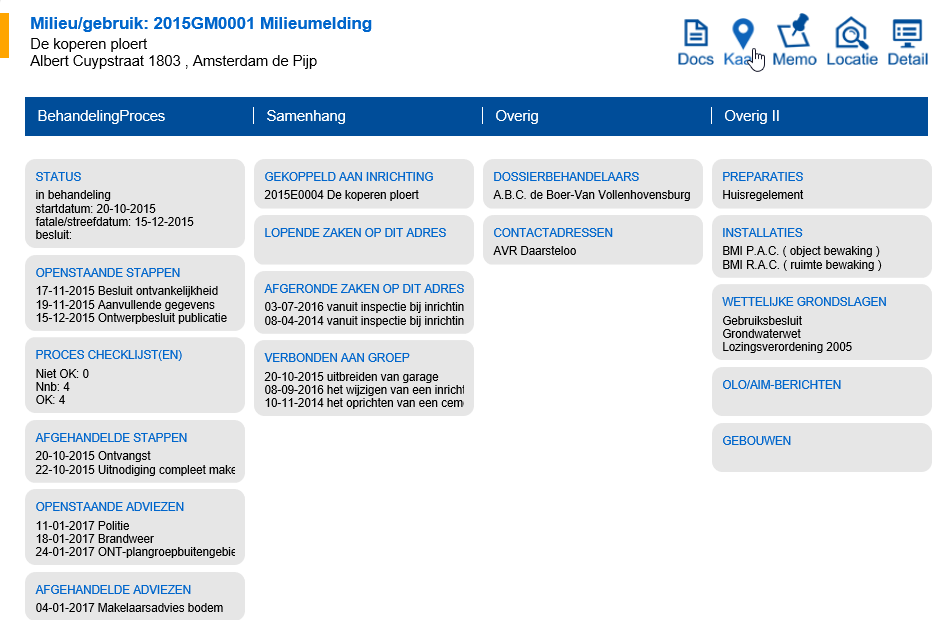 Milieu/gebruik: 2015GM0001 Milieumelding
De koperen ploert
Albert Cuypstraat 1803 , Amsterdam de Pijp
Docs Kaa Memo Locatie Detail
BehandelingProces
STATUS
in behandeling
startdatum: 20-10-2015
fatale/streefdatum: 15-12-2015
besluit:
OPENSTAANDE STAPPEN
17-11-2015 Besluit ontvankelijkheid
19-11-2015 Aanvullende gegevens
15-12-2015 Ontwerpbesluit publicatie
PROCES CHECKLIJST(EN)
Niet OK: 0
Nnb: 4
OK: 4
AFGEHANDELDE STAPPEN
20-10-2015 Ontvangst
22-10-2015 Uitnodiging compleet make
OPENSTAANDE ADVIEZEN
11-01-2017 Politie
18-01-2017 Brandweer
24-01-2017 ONT-plangroepbuitengebie
AFGEHANDELDE ADVIEZEN
04-01-2017 Makelaarsadvies bodem
Samenhang
GEKOPPELD AAN INRICHTING
2015E0004 De koperen ploert
LOPENDE ZAKEN OP DIT ADRES
AFGERONDE ZAKEN OP DIT ADRES
03-07-2016 vanuit inspectie bij inrichtin
08-04-2014 vanuit inspectie bij inrichtin
VERBONDEN AAN GROEP
20-10-2015 uitbreiden van garage
08-09-2016 het wijzigen van een inricht
10-11-2014 het oprichten van een cem
Overig
DOSSIERBEHANDELAARS
A.B.C. de Boer-Van Vollenhovensburg
CONTACTADRESSEN
AVR Daarsteloo
Overig II
PREPARATIES
Huisregelement
INSTALLATIES
BMI P.A.C. ( object bewaking )
BMI R.A.C. ( ruimte bewaking )
WETTELIJKE GRONDSLAGEN
Gebruiksbesluit
Grondwaterwet
Lozingsverordening 2005
OLO/AIM-BERICHTEN
GEBOUWEN